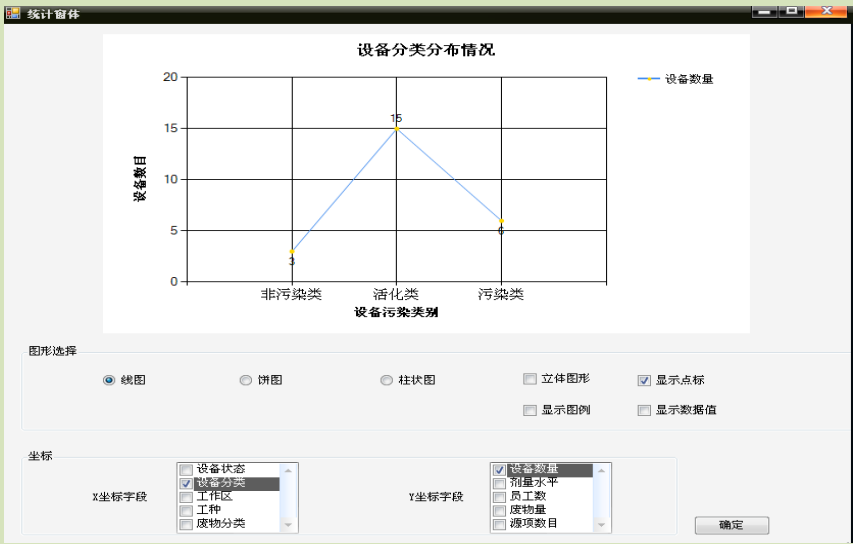 统计窗体
设备分类分布情况
设备数量
20
15
10
5
0
设备数目
15
3
6
非污染类 活化类 污染类
设备污染类别
图形选择
线图 饼图 柱状图 立体图形 显示点标
显示图例 显示数据值
坐标
X坐标字段
设备状态
设备分类
工作区
工种
废物分类
Y坐标字段
设备数量
剂量水平
员工数
废物量
源项数目
确定